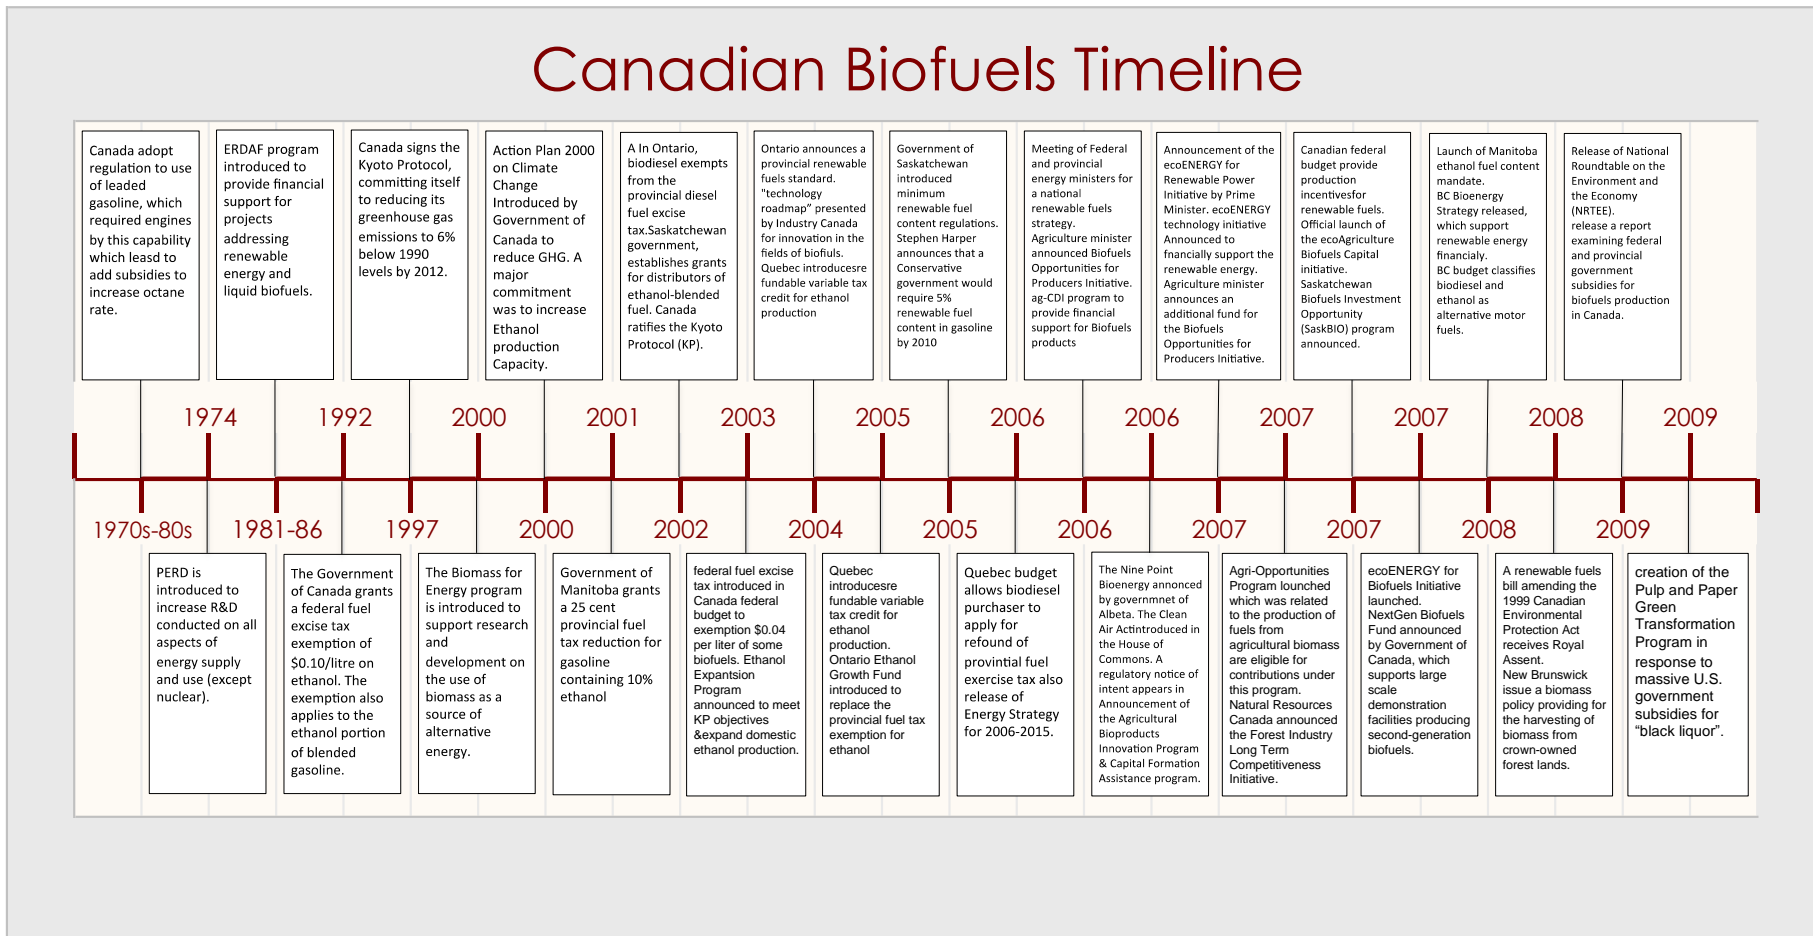 Canadian Biofuels Timeline
Canada adopt
regulation to use
of leaded
gasoline, which
required engines
by this capability
which leasd to
add subsidies to
increase octane
rate.
ERDAF program
introduced to
provide financial
support for
projects
addressing
renewable
energy and
liquid biofuels.
Canada signs the
Kyoto Protocol,
committing itself
to reducing its
greenhouse gas
emissions to 6%
below 1990
levels by 2012.
Action Plan 2000
on Climate
Change
Introduced by
Government of
Canada to
reduce GHG. A
major
commitment
was to increase
Ethanol
production
Capacity.
A In Ontario,
biodiesel exempts
from the
provincial diesel
fuel excise
tax.Saskatchewan
government,
establishes grants
for distributors of
ethanol-blended
fuel. Canada
ratifies the Kyoto
Protocol (KP).
Ontario announces a
provincial renewable
fuels standard.
"technology
roadmap” presented
by Industry Canada
for innovation in the
fields of biofiuls.
Quebec introducesre
fundable variable tax
credit for ethanol
production
Government of
Saskatchewan
introduced
minimum
renewable fuel
content regulations.
Stephen Harper
announces that a
Conservative
government would
require 5%
renewable fuel
content in gasoline
by 2010
Meeting of Federal
and provincial
energy ministers for
a national
renewable fuels
strategy.
Agriculture minister
announced Biofuels
Opportunities for
Producers Initiative.
ag-CDI program to
provide financial
support for Biofuels
products
Announcement of the
ecoENERGY for
Renewable Power
Initiative by Prime
Minister. ecoENERGY
technology initiative
Announced to
fnancially support the
renewable energy.
Agriculture minister
announces an
additional fund for
the Biofuels
Opportunities for
Producers Initiative.
Canadian federal
budget provide
production
incentivesfor
renewable fuels.
Official launch of
the ecoAgriculture
Biofuels Capital
initiative.
Saskatchewan
Biofuels Investment
Opportunity
(SaskBIO) program
announced.
Launch of Manitoba
ethanol fuel content
mandate.
BC Bioenergy
Strategy released,
which support
renewable energy
financialy.
BC budget classifies
biodiesel and
ethanol as
alternative motor
fuels.
Release of National
Roundtable on the
Environment and
the Economy
(NRTEE).
release a report
examining federal
and provincial
government
subsidies for
biofuels production
in Canada.
1974
1992
2000
2001
2003
2005
2006
2006
2007
2007
2008
2009
1970s-80s
1981-86
1997
2000
2002
2004
2005
2006
2007
2007
2008
2009
PERD is
introduced to
increase R&D
conducted on all
aspects of
energy supply
and use (except
nuclear).
The Government
of Canada grants
a federal fuel
excise tax
exemption of
$0.10/litre on
ethanol. The
exemption also
applies to the
ethanol portion
of blended
gasoline.
The Biomass for
Energy program
is introduced to
support research
and
development on
the use of
biomass as a
source of
alternative
energy.
Government of
Manitoba grants
a 25 cent
provincial fuel
tax reduction for
gasoline
containing 10%
ethanol
federal fuel excise
tax introduced in
Canada federal
budget to
exemption $0.04
per liter of some
biofuels. Ethanol
Expantsion
Program
announced to meet
KP objectives
&expand domestic
ethanol production.
Quebec
introducesre
fundable variable
tax credit for
ethanol
production.
Ontario Ethanol
Growth Fund
introduced to
replace the
provincial fuel tax
exemption for
ethanol
Quebec budget
allows biodiesel
purchaser to
apply for
refound of
provintial fuel
exercise tax also
release of
Energy Strategy
for 2006-2015.
The Nine Point
Bioenergy annonced
by governmnet of
Albeta. The Clean
Air Actintroduced in
the House of
Commons. A
regulatory notice of
intent appears in
Announcement of
the Agricultural
Bioproducts
Innovation Program
& Capital Formation
Assistance program.
Agri-Opportunities
Program lounched
which was related
to the production of
fuels from
agricultural biomass
are eligible for
contributions under
this program.
Natural Resources
Canada announced
the Forest Industry
Long Term
Competitiveness
Initiative.
ecoENERGY for
Biofuels Initiative
launched.
NextGen Biofuels
Fund announced
by Government of
Canada, which
supports large
scale
demonstration
facilities producing
second-generation
biofuels.
A renewable fuels
bill amending the
1999 Canadian
Environmental
Protection Act
receives Royal
Assent.
New Brunswick
issue a biomass
policy providing for
the harvesting of
biomass from
crown-owned
forest lands.
creation of the
Pulp and Paper
Green
Transformation
Program in
response to
massive U.S.
government
subsidies for
“black liquor”.